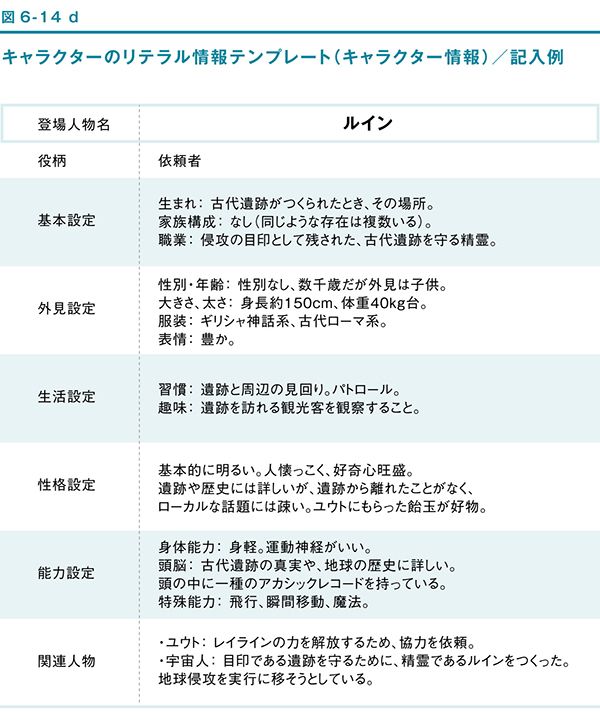 図6-14 d
キャラクターのリテラル情報テンプレート（キャラクター情報）／記入例
登場人物名 ルイン
役柄 依頼者
基本設定
生まれ： 古代遺跡がつくられたとき、その場所。
家族構成： なし（同じような存在は複数いる）。
職業： 侵攻の目印として残された、古代遺跡を守る精霊。
外見設定
性別・年齢： 性別なし、数千歳だが外見は子供。
大きさ、太さ： 身長約150cm、体重40kg台。
服装： ギリシャ神話系、古代ローマ系。
表情： 豊か。
生活設定
習慣： 遺跡と周辺の見回り。パトロール。
趣味： 遺跡を訪れる観光客を観察すること。
性格設定
基本的に明るい。人懐っこく、好奇心旺盛。
遺跡や歴史には詳しいが、遺跡から離れたことがなく、
ローカルな話題には疎い。ユウトにもらった飴玉が好物。
能力設定
身体能力： 身軽。運動神経がいい。
頭脳： 古代遺跡の真実や、地球の歴史に詳しい。
頭の中に一種のアカシックレコードを持っている。
特殊能力： 飛行、瞬間移動、魔法。
関連人物
・ユウト： レイラインの力を解放するため、協力を依頼。
・宇宙人： 目印である遺跡を守るために、精霊であるルインをつくった。
地球侵攻を実行に移そうとしている。